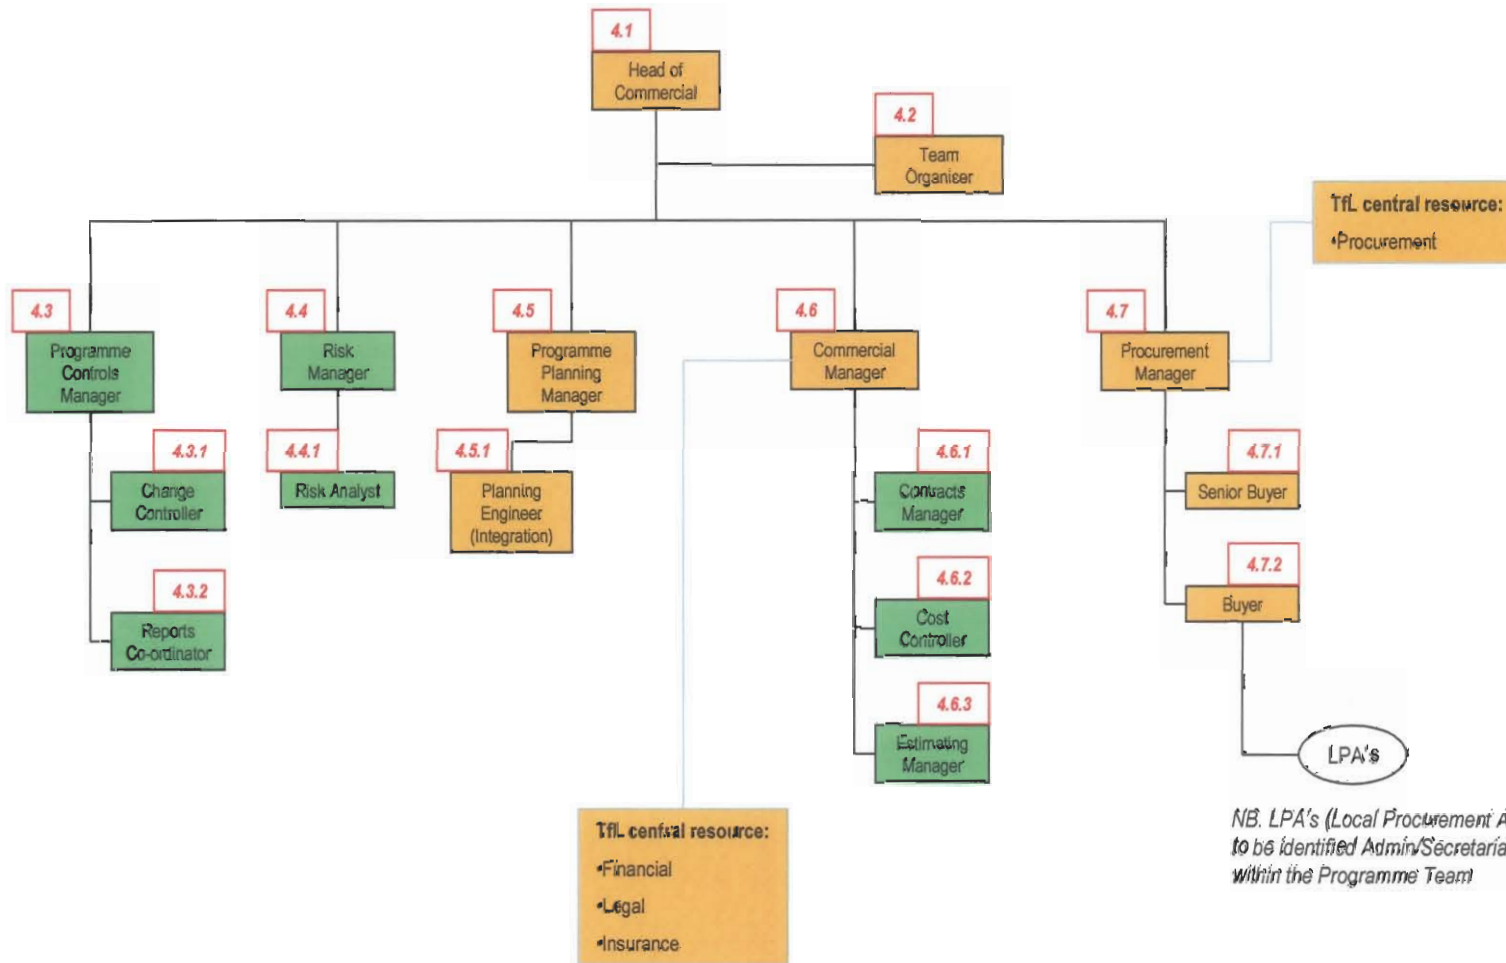 4.1
Head of
Commercial
4.2
Team
Organiser
TfL central resource:
•Procurement
4.3
Programme
Controls
Manager
4.4
Risk
Manager
4.5
Programme
Planning
Manager
4.6
Commercial
Manager
4.7
Procurement
Manager
4.3.1
Change
Controller
4.4.1
Risk Analyst
4.5.1
Planning
Engineer
(Integration)
4.6.1
Contracts
Manager
4.7.1
Senior Buyer
4.3.2
Reports
Co-ordinator
4.6.2
Cost
Controller
4.7.2
Buyer
4.6.3
Estimating
Manager
LPA's
TfL central resource:
•Financial
•Legal
•Insurance
NB. LPA's (Local Procurement A
to be identified Admin/Secretaria
within the Programme Team